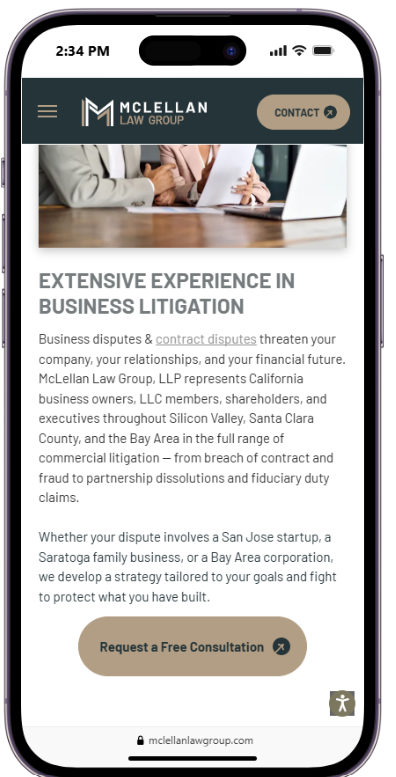 2:34 PM
MCLELLAN
LAW GROUP
CONTACT
EXTENSIVE EXPERIENCE IN
BUSINESS LITIGATION
Business disputes & contract disputes threaten your
company, your relationships, and your financial future.
McLellan Law Group, LLP represents California
business owners, LLC members, shareholders, and
executives throughout Silicon Valley, Santa Clara
County, and the Bay Area in the full range of
commercial litigation — from breach of contract and
fraud to partnership dissolutions and fiduciary duty
claims.
Whether your dispute involves a San Jose startup, a
Saratoga family business, or a Bay Area corporation,
we develop a strategy tailored to your goals and fight
to protect what you have built.
Request a Free Consultation
mclellanlawgroup.com